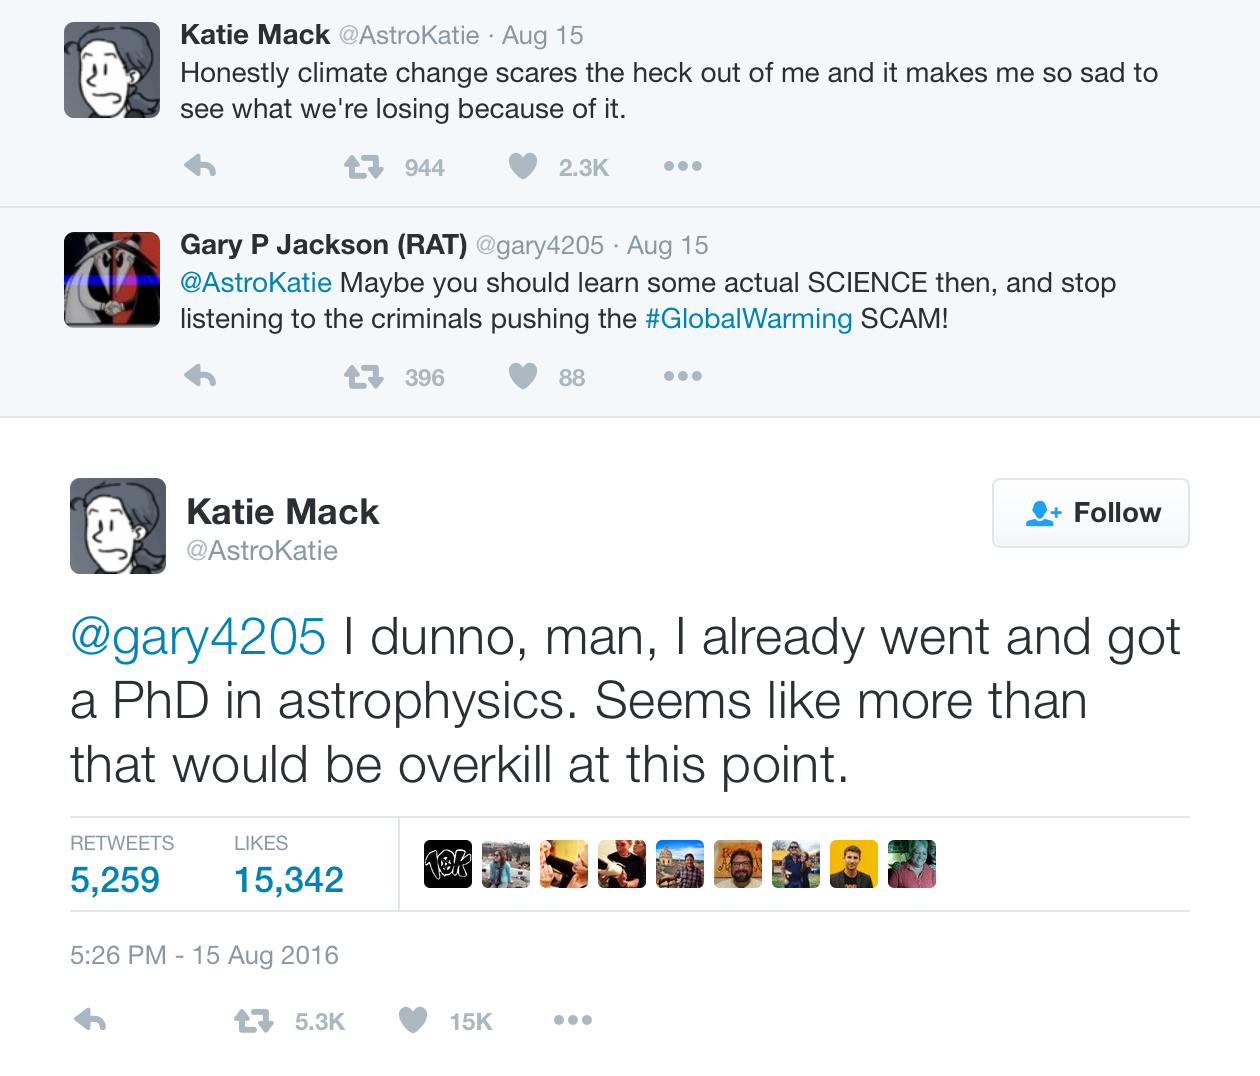 Katie Mack @AstroKatie · Aug 15
Honestly climate change scares the heck out of me and it makes me so sad to
see what we're losing because of it.
944 2.3K
Gary P Jackson (RAT) @gary4205 · Aug 15
@AstroKatie Maybe you should learn some actual SCIENCE then, and stop
listening to the criminals pushing the #GlobalWarming SCAM!
396 88
Katie Mack
@AstroKatie
Follow
@gary4205 I dunno, man, I already went and got
a PhD in astrophysics. Seems like more than
that would be overkill at this point.
RETWEETS LIKES
5,259 15,342
10K
5:26 PM - 15 Aug 2016
5.3K 15K